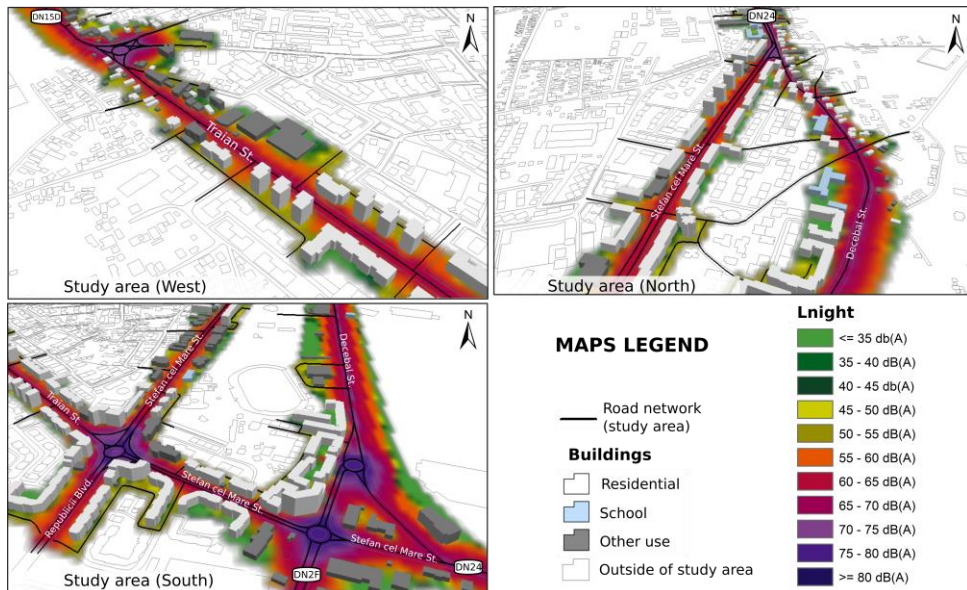 DN15D
N
Traian St.
Study area (West)
DN24
N
Stefan cel Mare St.
Decebal St.
Study area (North)
N
Stefan cel Mare St.
Decebal St.
Traian St.
Republicii Blvd.
Stefan cel Mare St.
Stefan cel Mare St.
DN2F
DN24
Study area (South)
MAPS LEGEND
Road network
(study area)
Buildings
Residential
School
Other use
Outside of study area
Lnight
<= 35 db(A)
35 - 40 dB(A)
40 - 45 db(A)
45 - 50 dB(A)
50 - 55 dB(A)
55 - 60 dB(A)
60 - 65 dB(A)
65 - 70 dB(A)
70 - 75 dB(A)
75 - 80 dB(A)
>= 80 dB(A)